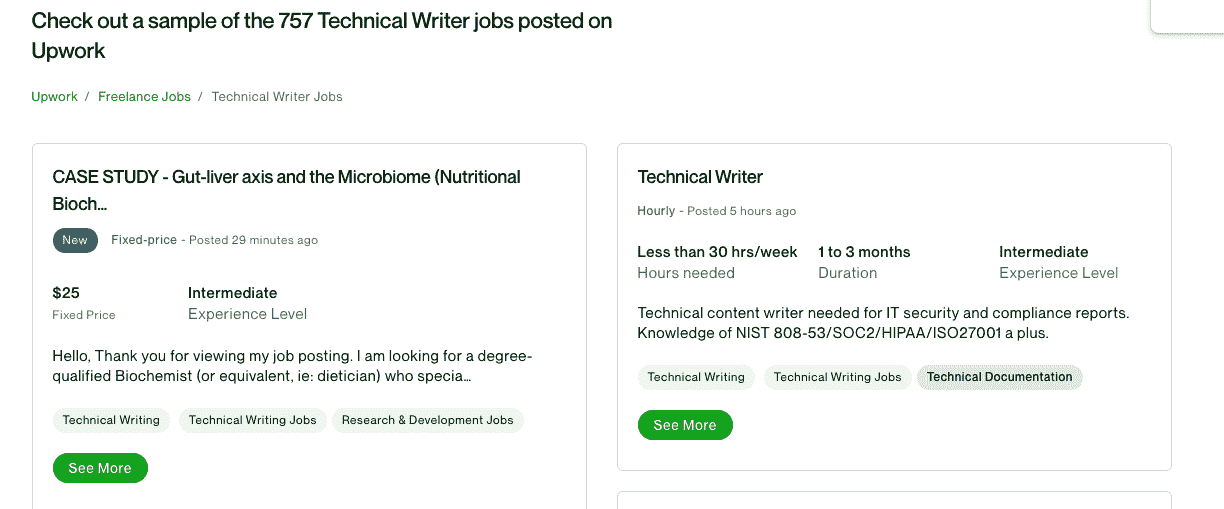 Check out a sample of the 757 Technical Writer jobs posted on
Upwork
Upwork / Freelance Jobs / Technical Writer Jobs
CASE STUDY - Gut-liver axis and the Microbiome (Nutritional
Bioch...
New Fixed-price - Posted 29 minutes ago
$25 Intermediate
Fixed Price Experience Level
Hello, Thank you for viewing my job posting. I am looking for a degree-
qualified Biochemist (or equivalent, ie: dietician) who specia...
Technical Writing Technical Writing Jobs Research & Development Jobs
See More
Technical Writer
Hourly - Posted 5 hours ago
Less than 30 hrs/week 1 to 3 months Intermediate
Hours needed Duration Experience Level
Technical content writer needed for IT security and compliance reports.
Knowledge of NIST 808-53/SOC2/HIPAA/ISO27001 a plus.
Technical Writing Technical Writing Jobs Technical Documentation
See More